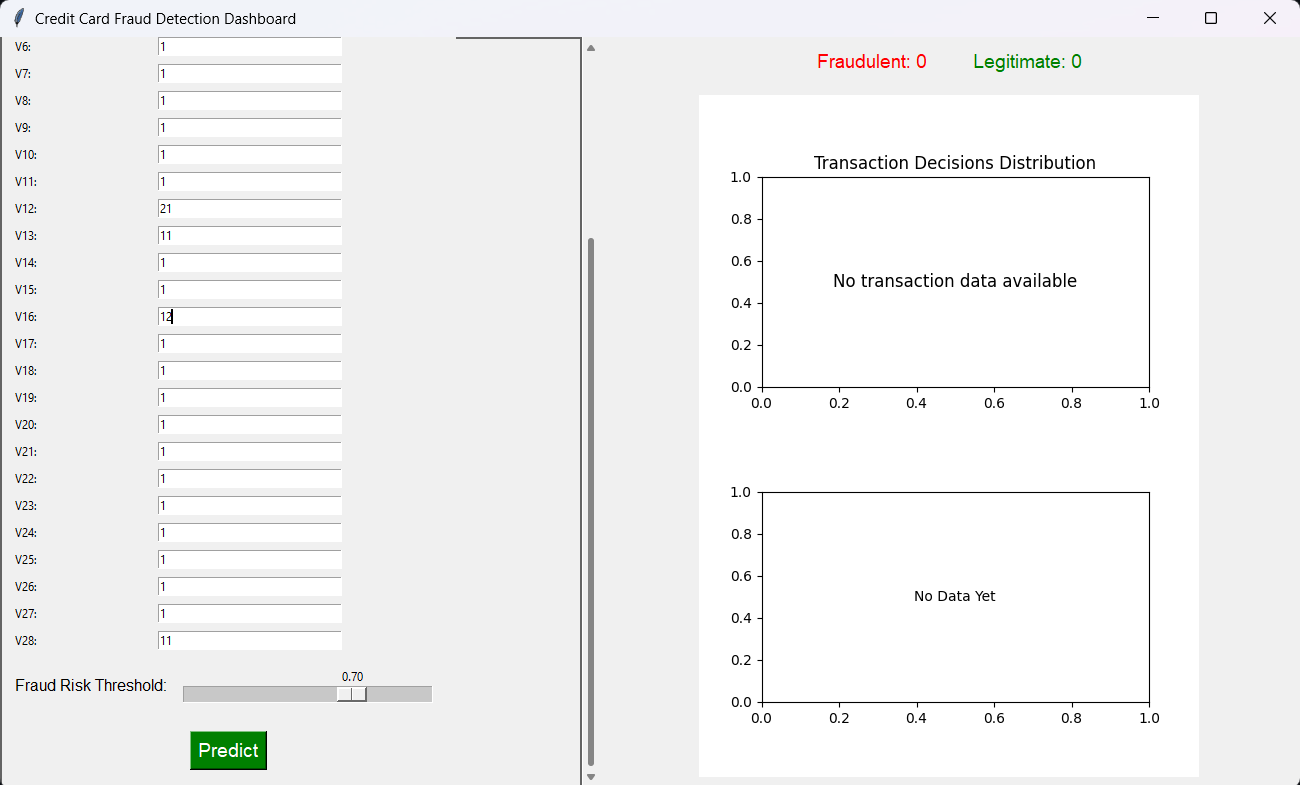 Credit Card Fraud Detection Dashboard
V6: 1
V7: 1
V8: 1
V9: 1
V10: 1
V11: 1
V12: 21
V13: 11
V14: 1
V15: 1
V16: 12
V17: 1
V18: 1
V19: 1
V20: 1
V21: 1
V22: 1
V23: 1
V24: 1
V25: 1
V26: 1
V27: 1
V28: 11
0.70
Fraud Risk Threshold:
Predict
Fraudulent: 0 Legitimate: 0
Transaction Decisions Distribution
1.0
0.8
0.6
No transaction data available
0.4
0.2
0.0
0.0 0.2 0.4 0.6 0.8 1.0
1.0
0.8
0.6
No Data Yet
0.4
0.2
0.0
0.0 0.2 0.4 0.6 0.8 1.0